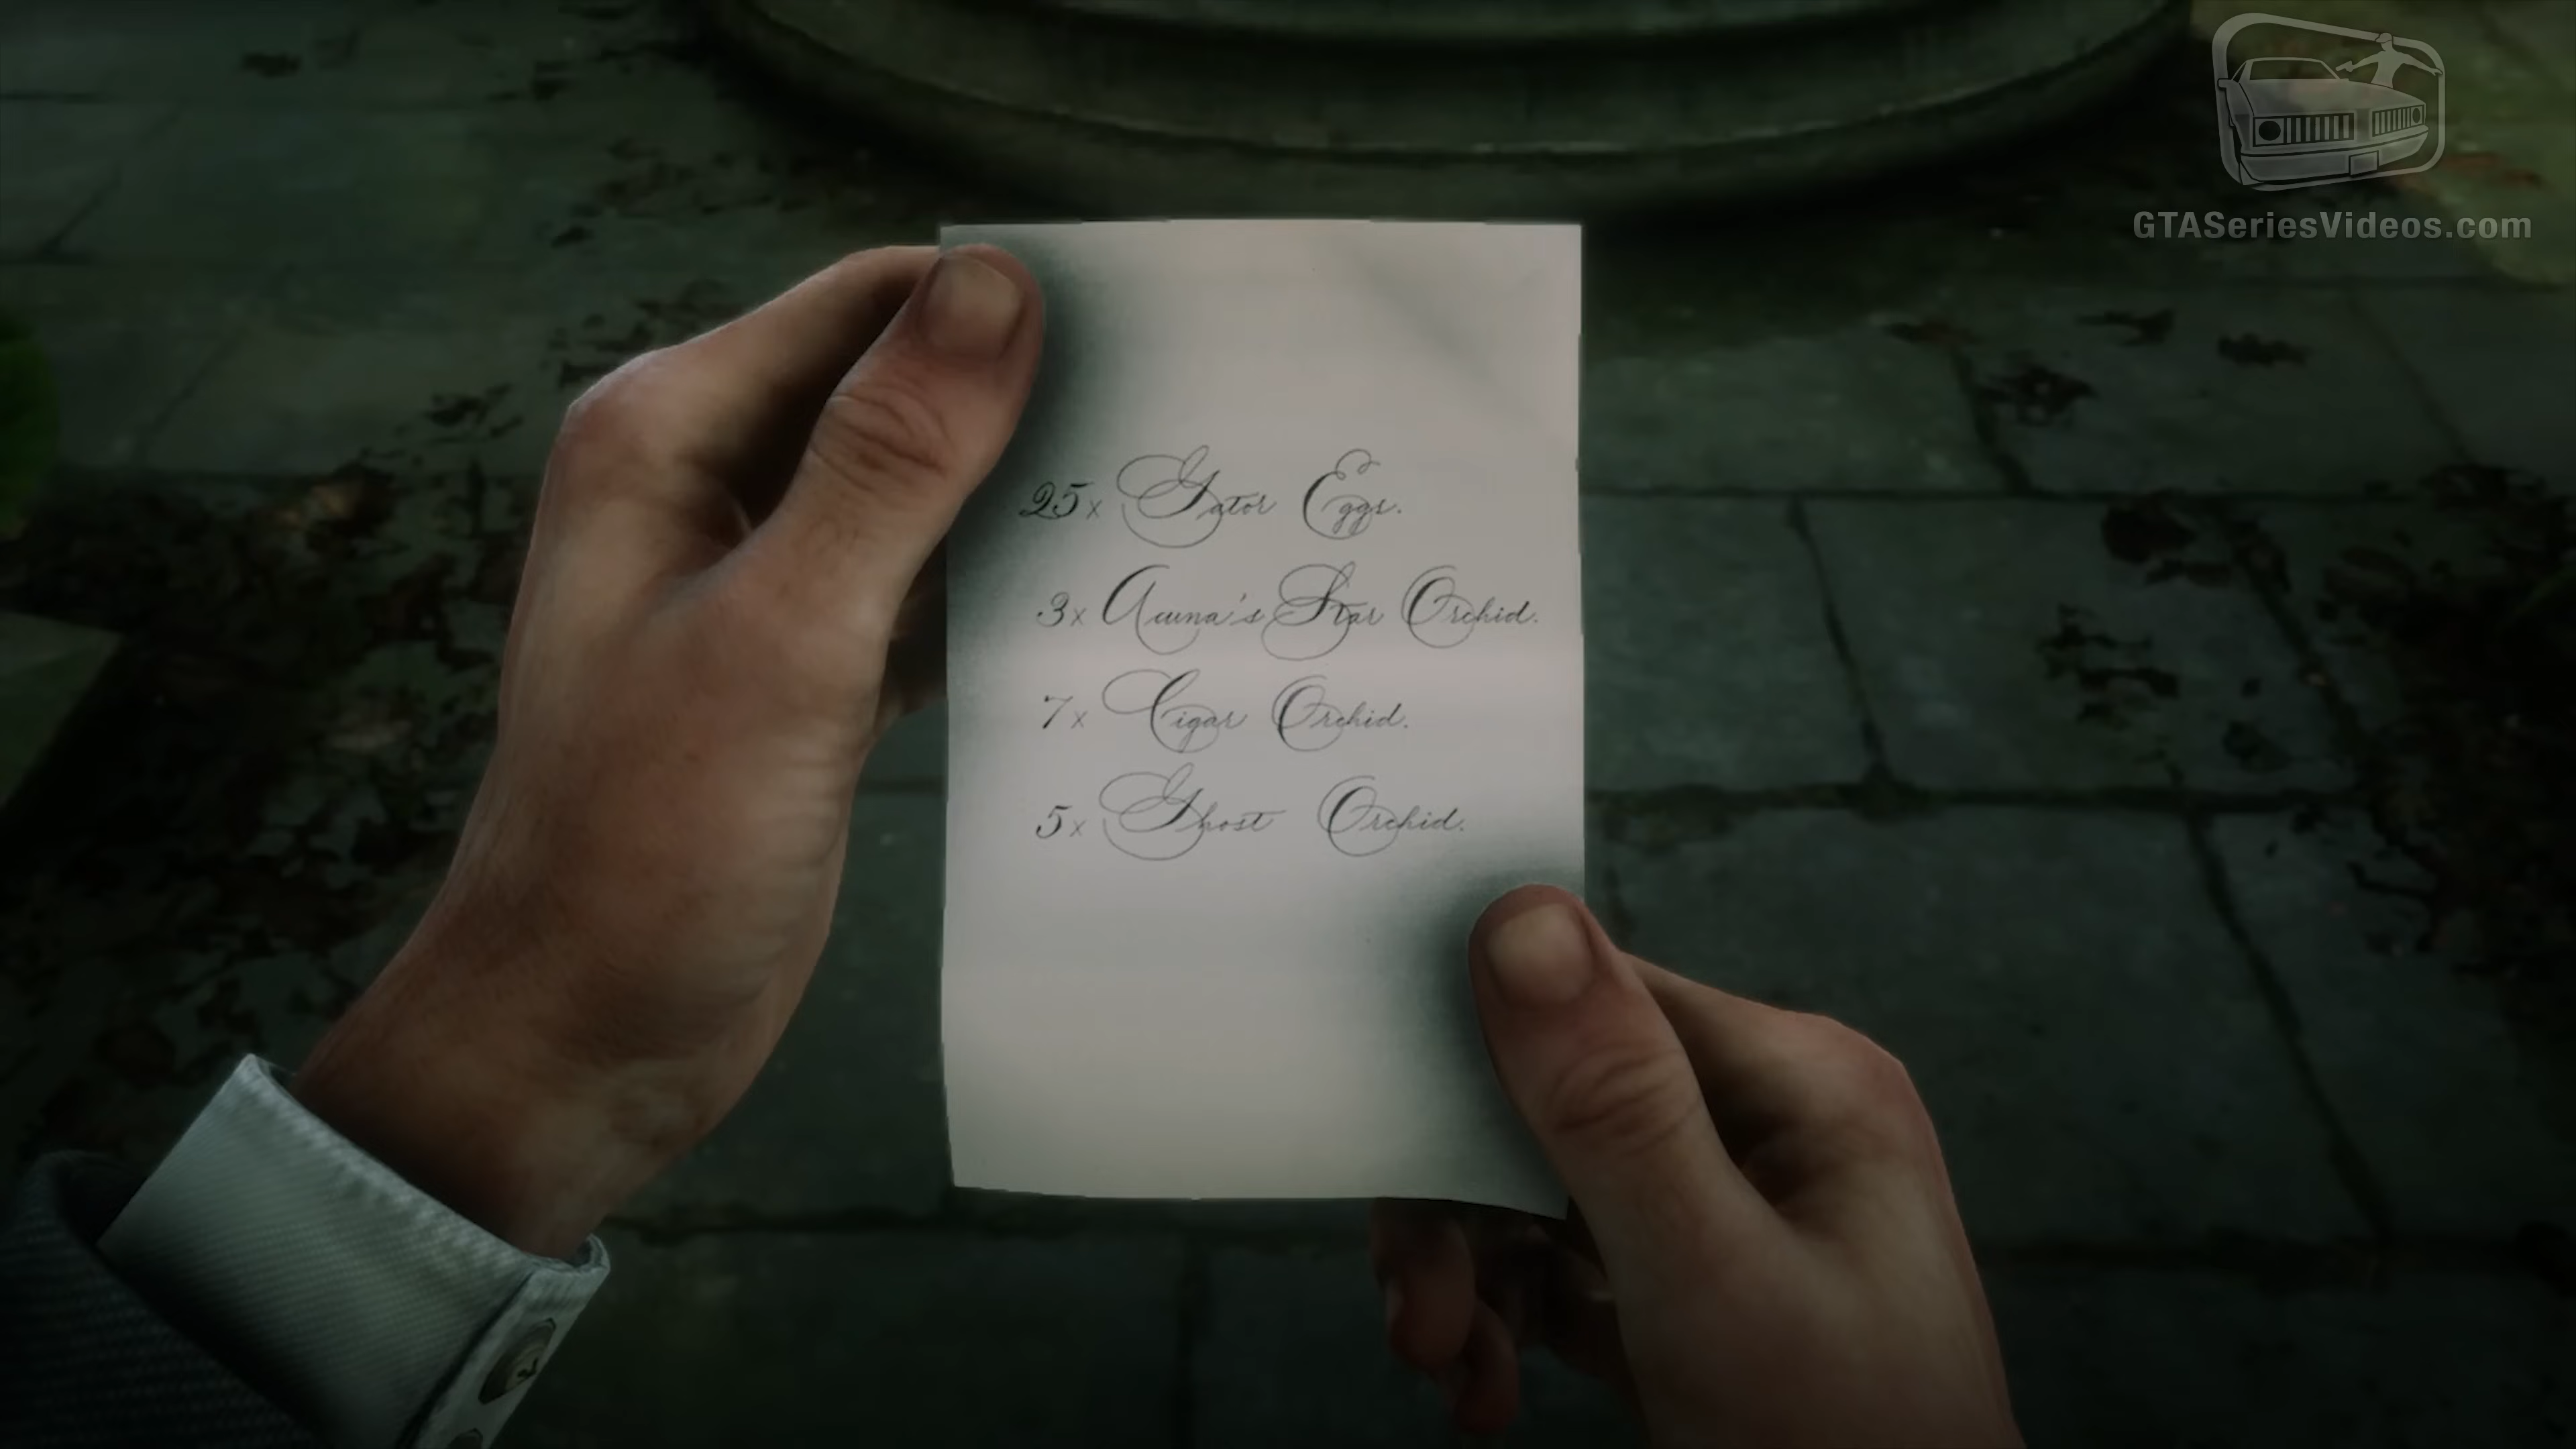 GTASeriesVideos.com
25x Gator Eggs.
3x Acuna's Star Orchid.
7x Cigar Orchid.
5x Ghost Orchid.